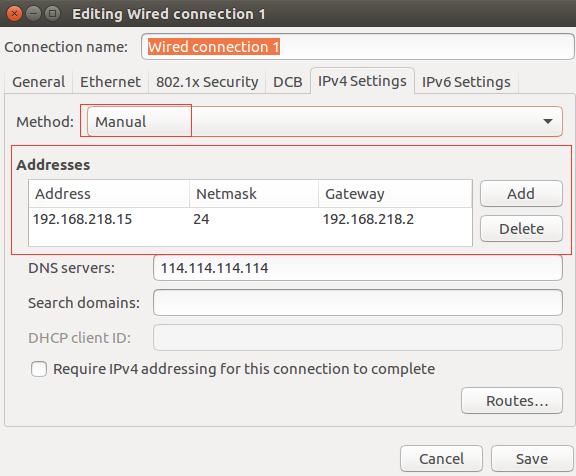 Editing Wired connection 1
Connection name: Wired connection 1
General Ethernet 802.1x Security DCB IPv4 Settings IPv6 Settings
Method: Manual
Addresses
Address Netmask Gateway Add
192.168.218.15 24 192.168.218.2
Delete
DNS servers: 114.114.114.114
Search domains:
DHCP client ID:
Require IPv4 addressing for this connection to complete
Routes…
Cancel Save